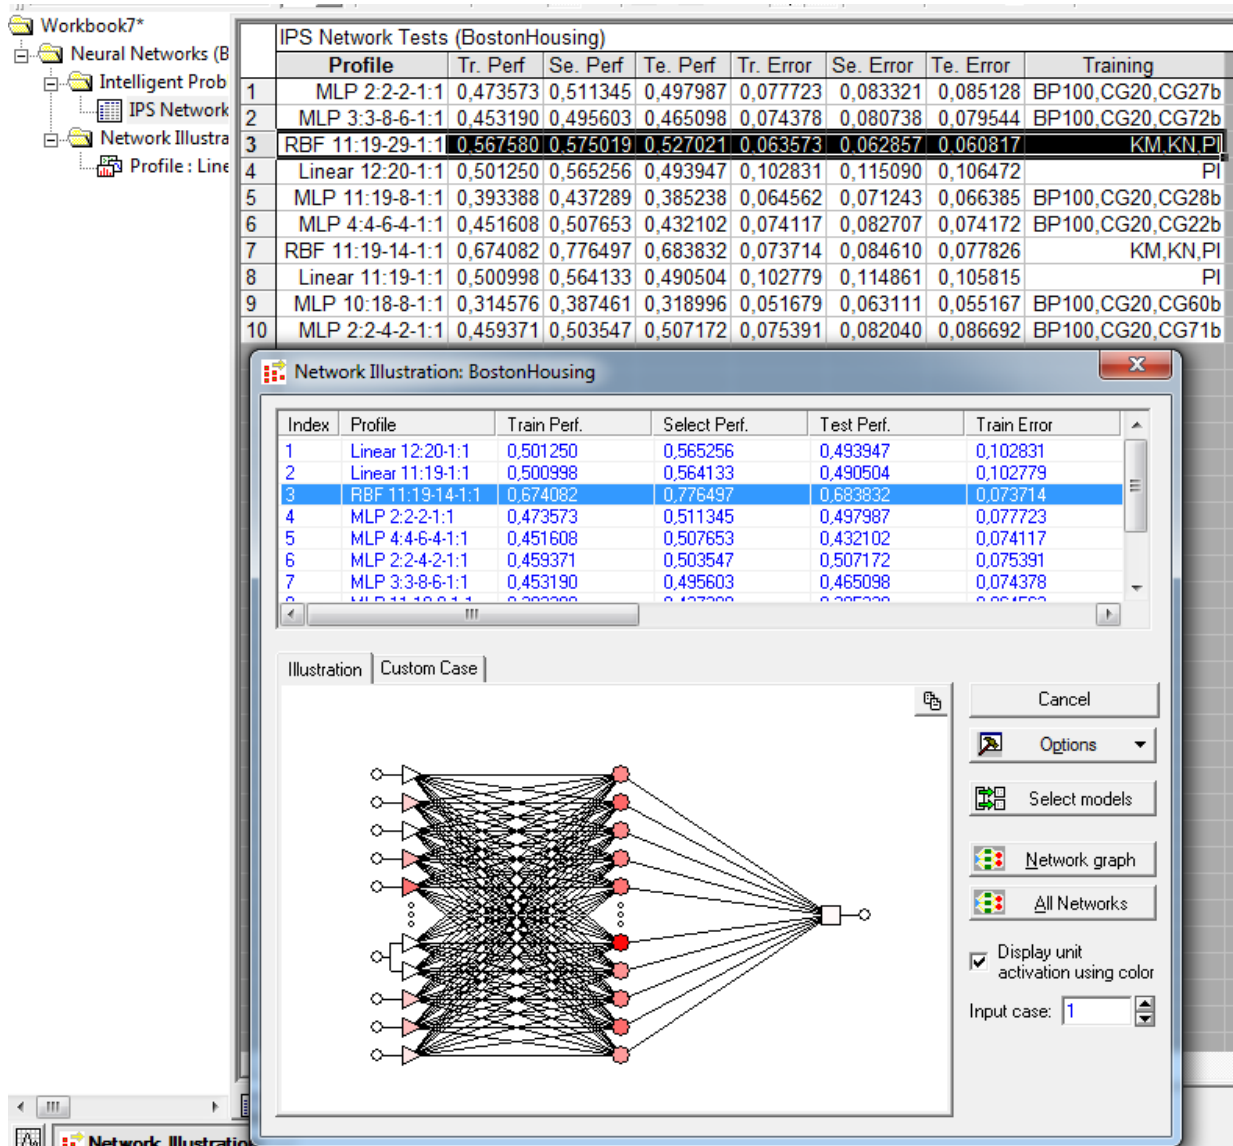 Workbook7*
Neural Networks (B
Intelligent Prob
IPS Network
Network Illustra
Profile : Line
IPS Network Tests (BostonHousing)
Profile Tr. Perf Se. Perf Te. Perf Tr. Error Se. Error Te. Error Training
1 MLP 2:2-2-1:1 0,473573 0,511345 0,497987 0,077723 0,083321 0,085128 BP100,CG20,CG27b
2 MLP 3:3-8-6-1:1 0,453190 0,495603 0,465098 0,074378 0,080738 0,079544 BP100,CG20,CG72b
3 RBF 11:19-29-1:1 0,567580 0,575019 0,527021 0,063573 0,062857 0,060817 KM,KN,PI
4 Linear 12:20-1:1 0,501250 0,565256 0,493947 0,102831 0,115090 0,106472 PI
5 MLP 11:19-8-1:1 0,393388 0,437289 0,385238 0,064562 0,071243 0,066385 BP100,CG20,CG28b
6 MLP 4:4-6-4-1:1 0,451608 0,507653 0,432102 0,074117 0,082707 0,074172 BP100,CG20,CG22b
7 RBF 11:19-14-1:1 0,674082 0,776497 0,683832 0,073714 0,084610 0,077826 KM,KN,PI
8 Linear 11:19-1:1 0,500998 0,564133 0,490504 0,102779 0,114861 0,105815 PI
9 MLP 10:18-8-1:1 0,314576 0,387461 0,318996 0,051679 0,063111 0,055167 BP100,CG20,CG60b
10 MLP 2:2-4-2-1:1 0,459371 0,503547 0,507172 0,075391 0,082040 0,086692 BP100,CG20,CG71b
Network Illustration: BostonHousing
Index Profile Train Perf. Select Perf. Test Perf. Train Error
1 Linear 12:20-1:1 0,501250 0,565256 0,493947 0,102831
2 Linear 11:19-1:1 0,500998 0,564133 0,490504 0,102779
3 RBF 11:19-14-1:1 0,674082 0,776497 0,683832 0,073714
4 MLP 2:2-2-1:1 0,473573 0,511345 0,497987 0,077723
5 MLP 4:4-6-4-1:1 0,451608 0,507653 0,432102 0,074117
6 MLP 2:2-4-2-1:1 0,459371 0,503547 0,507172 0,075391
7 MLP 3:3-8-6-1:1 0,453190 0,495603 0,465098 0,074378
Illustration Custom Case
Cancel
Options
Select models
Network graph
All Networks
Display unit
activation using color
Input case: 1
Network Illustration